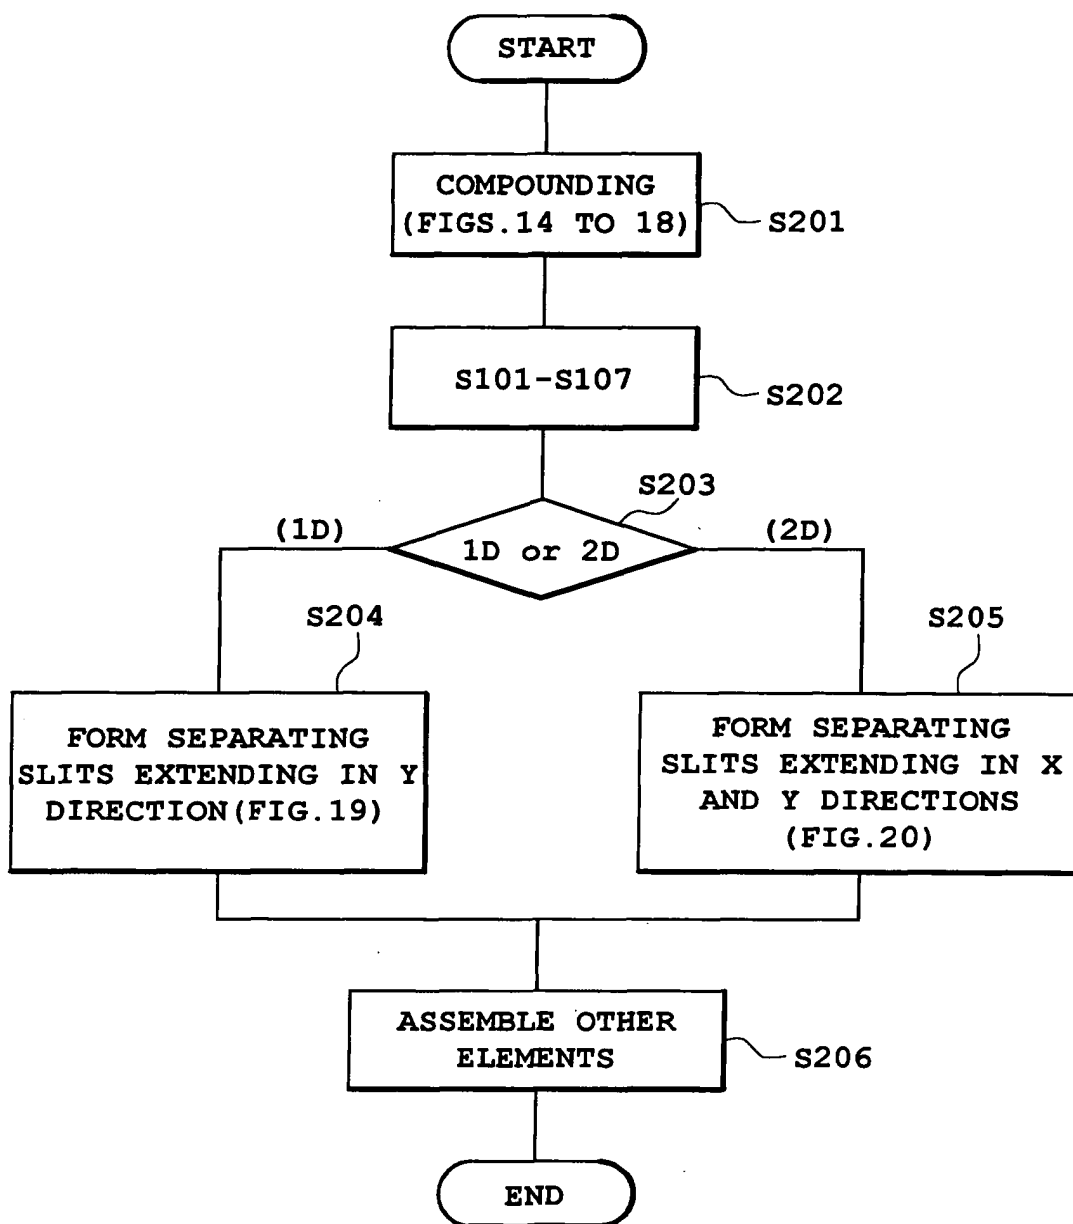 START
COMPOUNDING
(FIGS.14 TO 18)
S201
S101-S107
S202
S203
(1D)
1D or 2D
(2D)
S204
S205
FORM SEPARATING
SLITS EXTENDING IN Y
DIRECTION(FIG.19)
FORM SEPARATING
SLITS EXTENDING IN X
AND Y DIRECTIONS
(FIG.20)
ASSEMBLE OTHER
ELEMENTS
S206
END